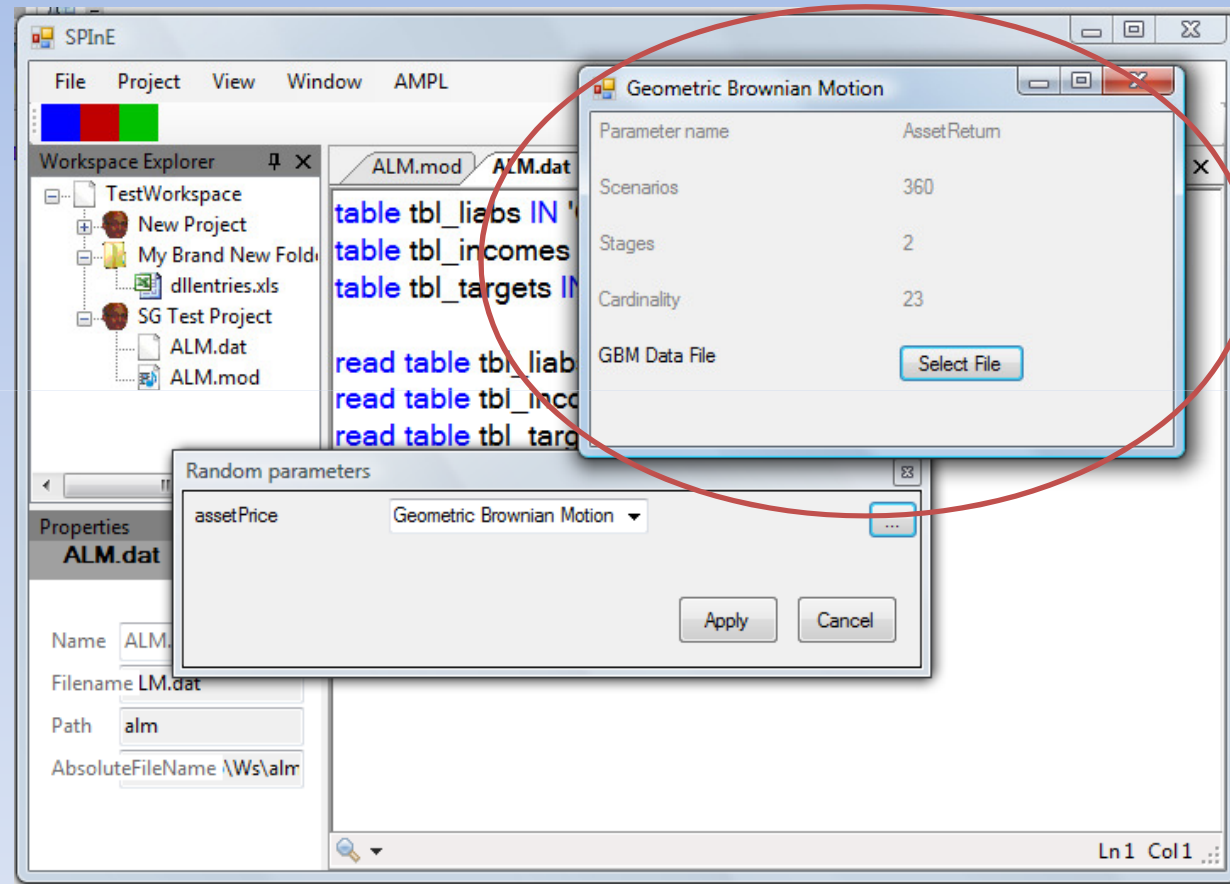 SPInE
File Project View Window AMPL
Workspace Explorer
TestWorkspace
New Project
My Brand New Folde
dllentries.xls
SG Test Project
ALM.dat
ALM.mod
ALM.mod ALM.dat
table tbl_liabs IN '
table tbl_incomes
table tbl_targets IN
read table tbl_liabs
read table tbl_inco
read table tbl_targ
Geometric Brownian Motion
Parameter name AssetReturn
Scenarios 360
Stages 2
Cardinality 23
GBM Data File Select File
Random parameters
assetPrice Geometric Brownian Motion ...
Apply Cancel
Properties
ALM.dat
Name ALM.
Filename LM.dat
Path alm
AbsoluteFileName \Ws\alm
Ln 1 Col 1